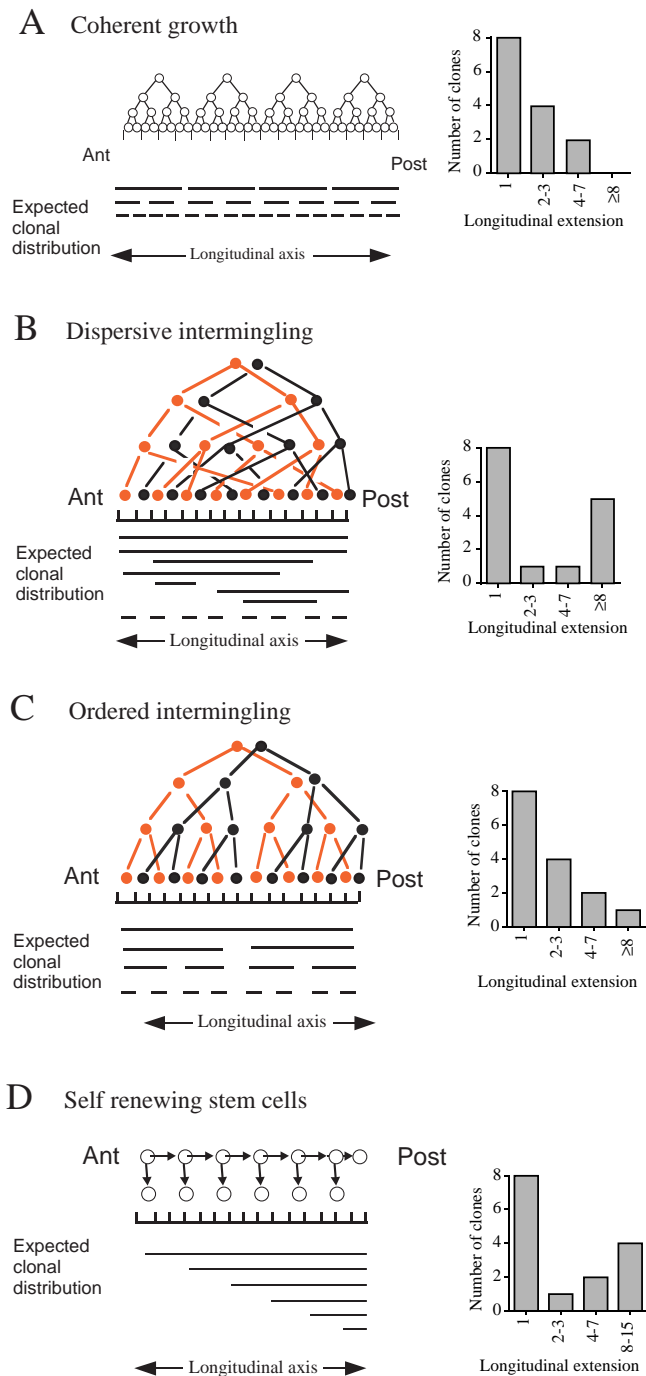 A Coherent growth
Ant
Post
Expected
clonal
distribution
Longitudinal axis
Number of clones
8
6
4
2
0
1
2-3
4-7
≥8
Longitudinal extension
B Dispersive intermingling
Ant
Post
Expected
clonal
distribution
Longitudinal axis
Number of clones
8
6
4
2
0
1
2-3
4-7
≥8
Longitudinal extension
C Ordered intermingling
Ant
Post
Expected
clonal
distribution
Longitudinal axis
Number of clones
8
6
4
2
0
1
2-3
4-7
≥8
Longitudinal extension
D Self renewing stem cells
Ant
Post
Expected
clonal
distribution
Longitudinal axis
Number of clones
8
6
4
2
0
1
2-3
4-7
8-15
Longitudinal extension